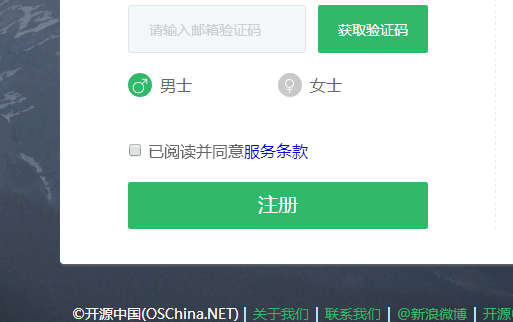 请输入邮箱验证码 获取验证码
男士 女士
已阅读并同意服务条款
注册
©开源中国(OSChina.NET) | 关于我们 | 联系我们 | @新浪微博 | 开源